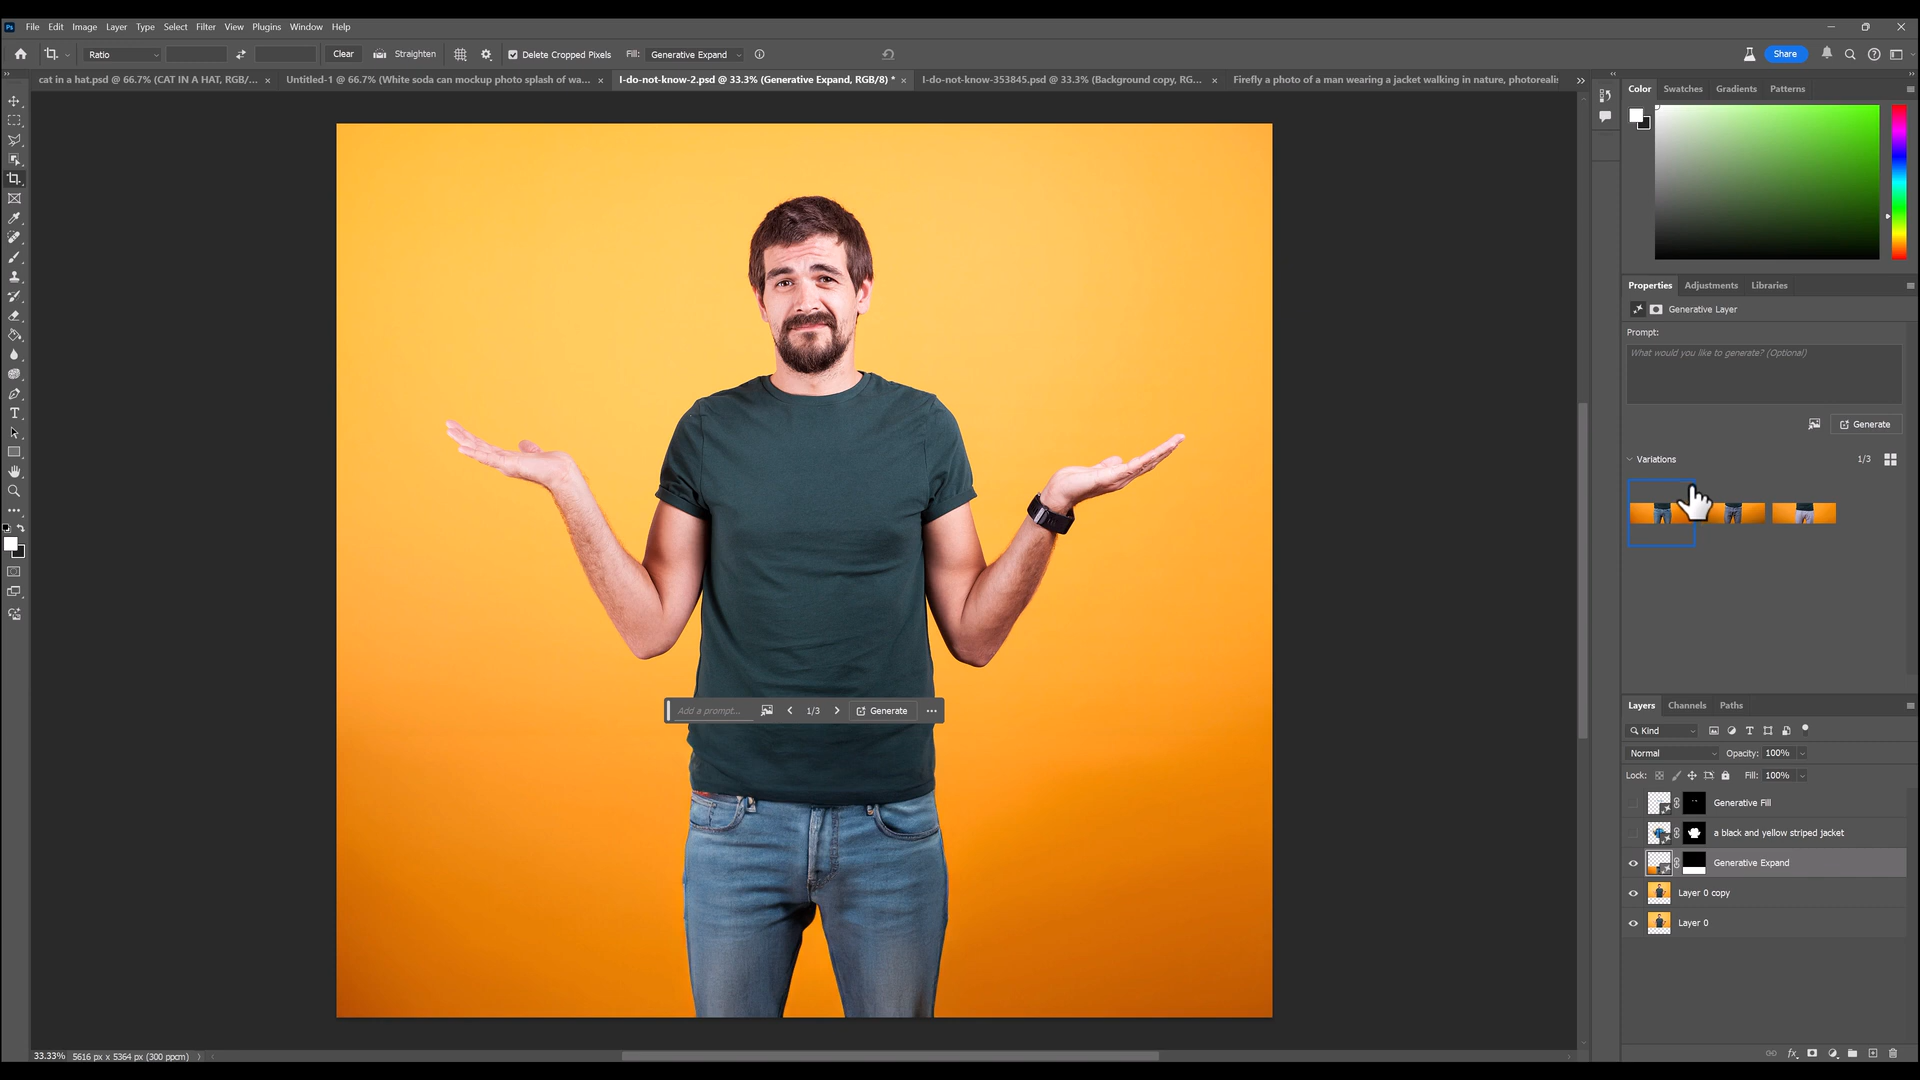 Ps File Edit Image Layer Type Select Filter View Plugins Window Help
Ratio Clear Straighten Delete Cropped Pixels Fill: Generative Expand Share
cat in a hat.psd @ 66.7% (CAT IN A HAT, RGB/... × Untitled-1 @ 66.7% (White soda can mockup photo splash of wa... × I-do-not-know-2.psd @ 33.3% (Generative Expand, RGB/8) * × I-do-not-know-353845.psd @ 33.3% (Background copy, RG... × Firefly a photo of a man wearing a jacket walking in nature, photorealis
Color Swatches Gradients Patterns
Properties Adjustments Libraries
Generative Layer
Prompt:
What would you like to generate? (Optional)
Generate
Variations 1/3
Add a prompt... 1/3 Generate
Layers Channels Paths
Kind
Normal Opacity: 100%
Lock: Fill: 100%
Generative Fill
a black and yellow striped jacket
Generative Expand
Layer 0 copy
Layer 0
33.33% 5616 px x 5364 px (300 ppcm)